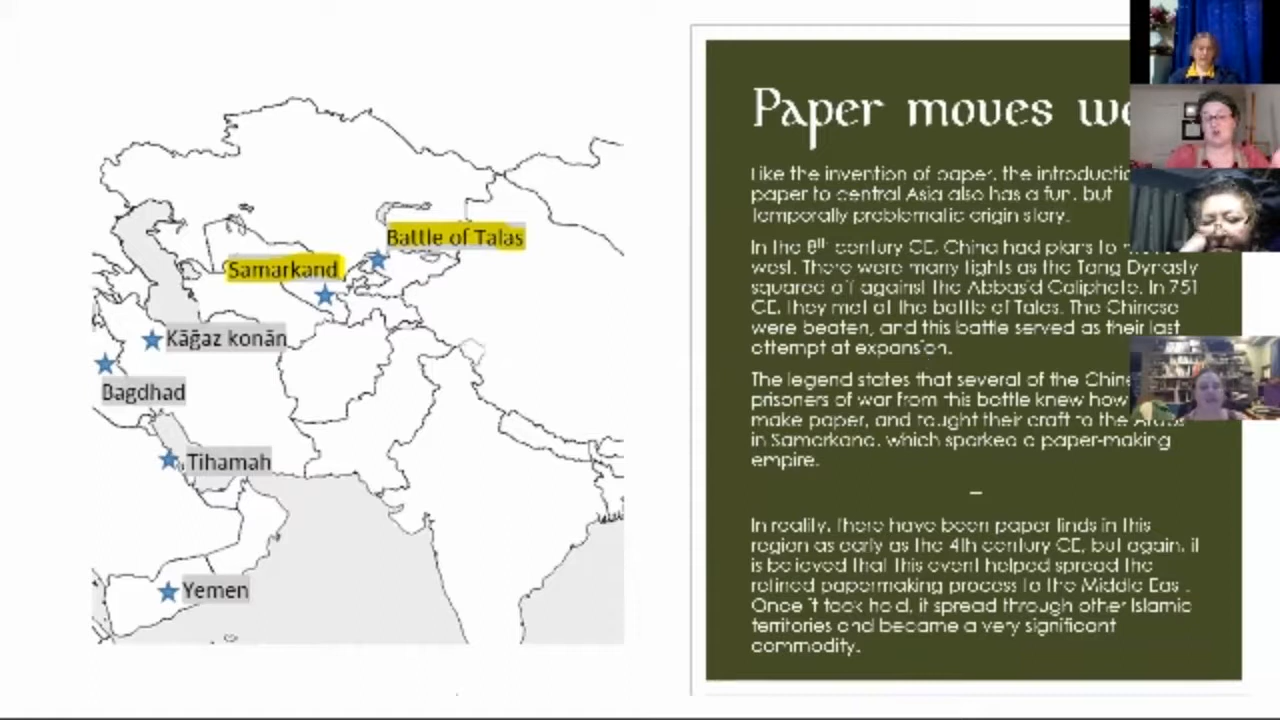 Battle of Talas
Samarkand
Kāğaz konān
Bagdhad
Tihamah
Yemen
Paper moves
Like the invention of paper, the
paper to central Asia also has a fun, but
temporally problematic origin story.
In the 8th century CE, China had plans to
west. There were many fights as the Tang Dynasty
squared off against the Abbasid Caliphate. In 751
CE, they met at the battle of Talas. The Chinese
were beaten, and this battle served as their last
attempt at expansion.
The legend states that several of the
prisoners of war from this battle knew how
make paper, and taught their craft to the
in Samarkand, which sparked a paper-making
empire.
–
In reality, there have been paper finds in this
region as early as the 4th century CE, but again, it
is believed that this event helped spread the
refined papermaking process to the Middle East.
Once it took hold, it spread through other Islamic
territories and became a very significant
commodity.